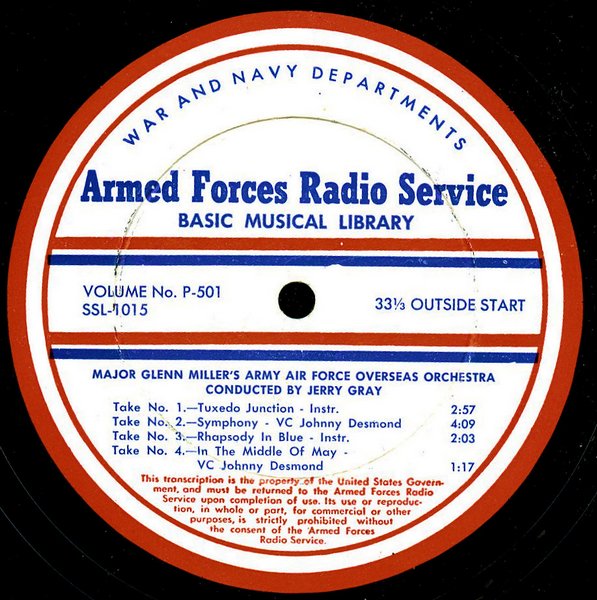 WAR AND NAVY DEPARTMENTS
Armed Forces Radio Service
BASIC MUSICAL LIBRARY
VOLUME No. P-501
SSL-1015
33⅓ OUTSIDE START
MAJOR GLENN MILLER'S ARMY AIR FORCE OVERSEAS ORCHESTRA
CONDUCTED BY JERRY GRAY
Take No. 1.—Tuxedo Junction - Instr. 2:57
Take No. 2.—Symphony - VC Johnny Desmond 4:09
Take No. 3.—Rhapsody In Blue - Instr. 2:03
Take No. 4.—In The Middle Of May -
VC Johnny Desmond 1:17
This transcription is the property of the United States Govern-
ment, and must be returned to the Armed Forces Radio
Service upon completion of use. Its use or reproduc-
tion, in whole or part, for commercial or other
purposes, is strictly prohibited without
the consent of the Armed Forces
Radio Service.